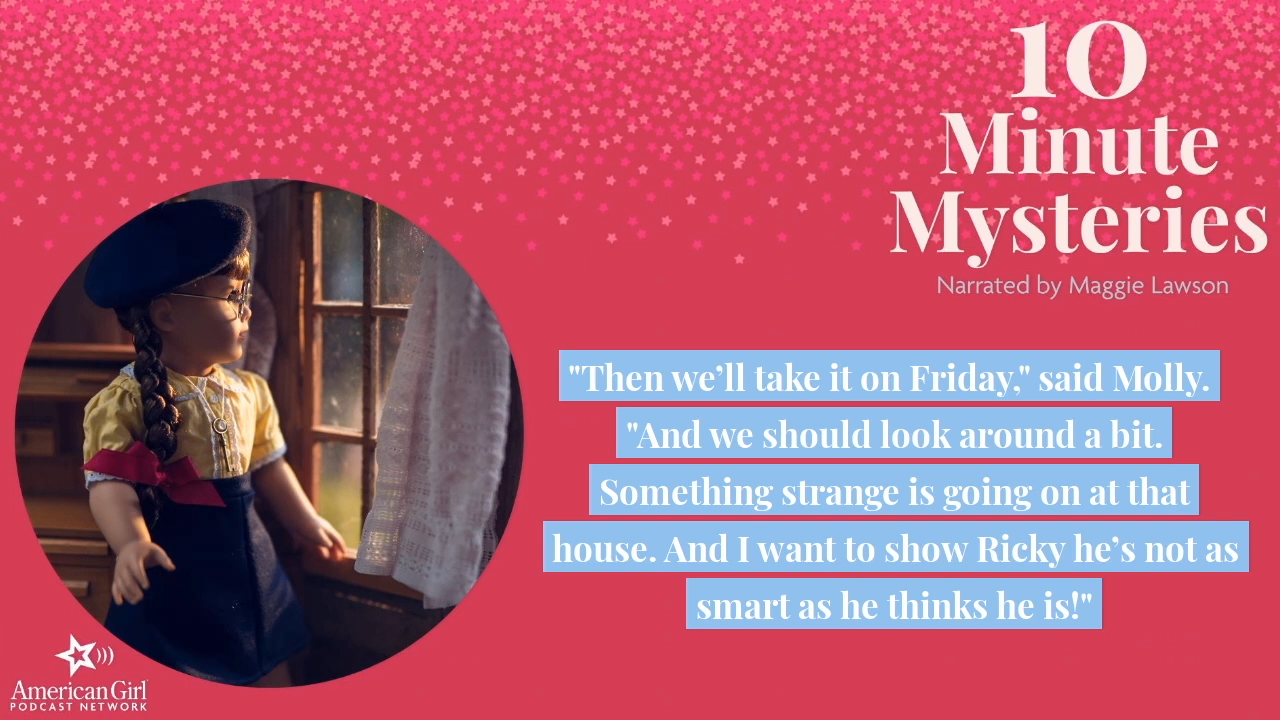 10
Minute
Mysteries
Narrated by Maggie Lawson
"Then we’ll take it on Friday," said Molly.
"And we should look around a bit.
Something strange is going on at that
house. And I want to show Ricky he’s not as
smart as he thinks he is!"
American Girl
PODCAST NETWORK